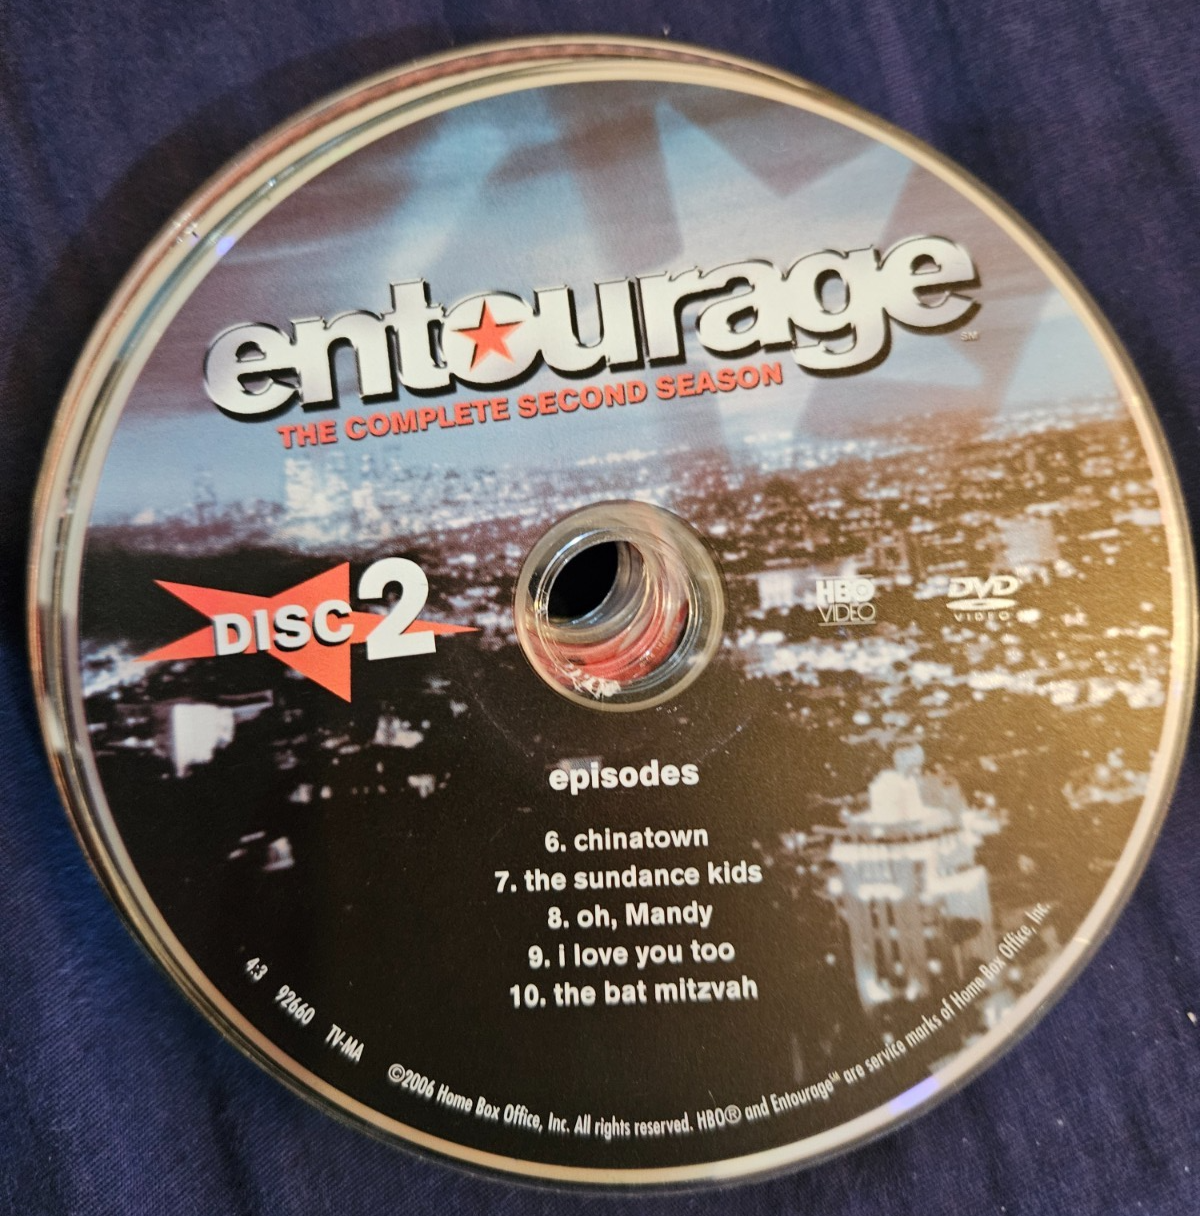 entourage SM
THE COMPLETE SECOND SEASON
DISC 2
HBO
VIDEO
DVD
VIDEO
episodes
6. chinatown
7. the sundance kids
8. oh, Mandy
9. i love you too
10. the bat mitzvah
4:3 92660 TV-MA ©2006 Home Box Office, Inc. All rights reserved. HBO® and Entourage℠ are service marks of Home Box Office, Inc.